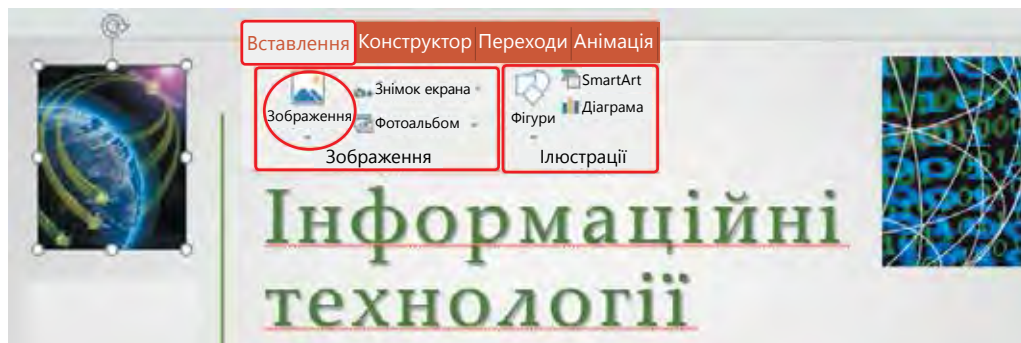 Вставлення Конструктор Переходи Анімація
Зображення
Знімок екрана
Фотоальбом
Зображення
Фігури
SmartArt
Діаграма
Ілюстрації
Інформаційні
технології